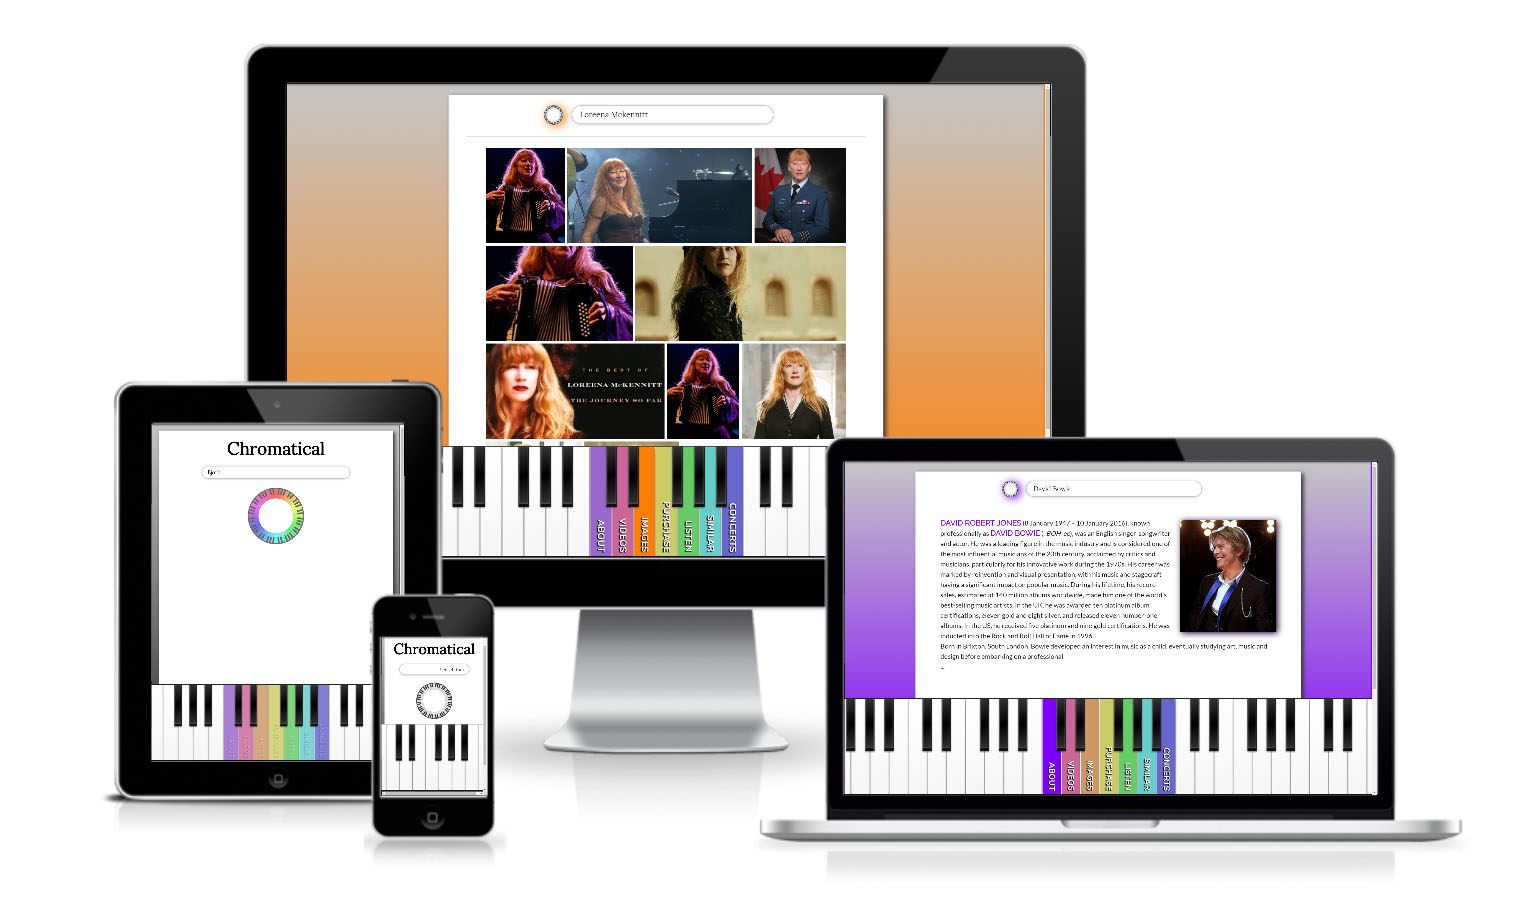 Loreena Mckennitt
THE BEST OF
LOREENA McKENNITT
THE JOURNEY SO FAR
ABOUT
VIDEOS
IMAGES
PURCHASE
LISTEN
SIMILAR
CONCERTS
Chromatical
Chromatical
David Bowie
DAVID ROBERT JONES (8 January 1947 – 10 January 2016), known
professionally as DAVID BOWIE ( BOH-ee), was an English singer-songwriter
and actor. He was a leading figure in the music industry and is considered one of
the most influential musicians of the 20th century, acclaimed by critics and
musicians, particularly for his innovative work during the 1970s. His career was
marked by reinvention and visual presentation, with his music and stagecraft
having a significant impact on popular music. During his lifetime, his record
sales, estimated at 140 million albums worldwide, made him one of the world's
best-selling music artists. In the UK, he was awarded ten platinum album
certifications, eleven gold and eight silver, and released eleven number-one
albums. In the US, he received five platinum and nine gold certifications. He was
inducted into the Rock and Roll Hall of Fame in 1996.
Born in Brixton, South London, Bowie developed an interest in music as a child, eventually studying art, music and
design before embarking on a professional
ABOUT
VIDEOS
IMAGES
PURCHASE
LISTEN
SIMILAR
CONCERTS